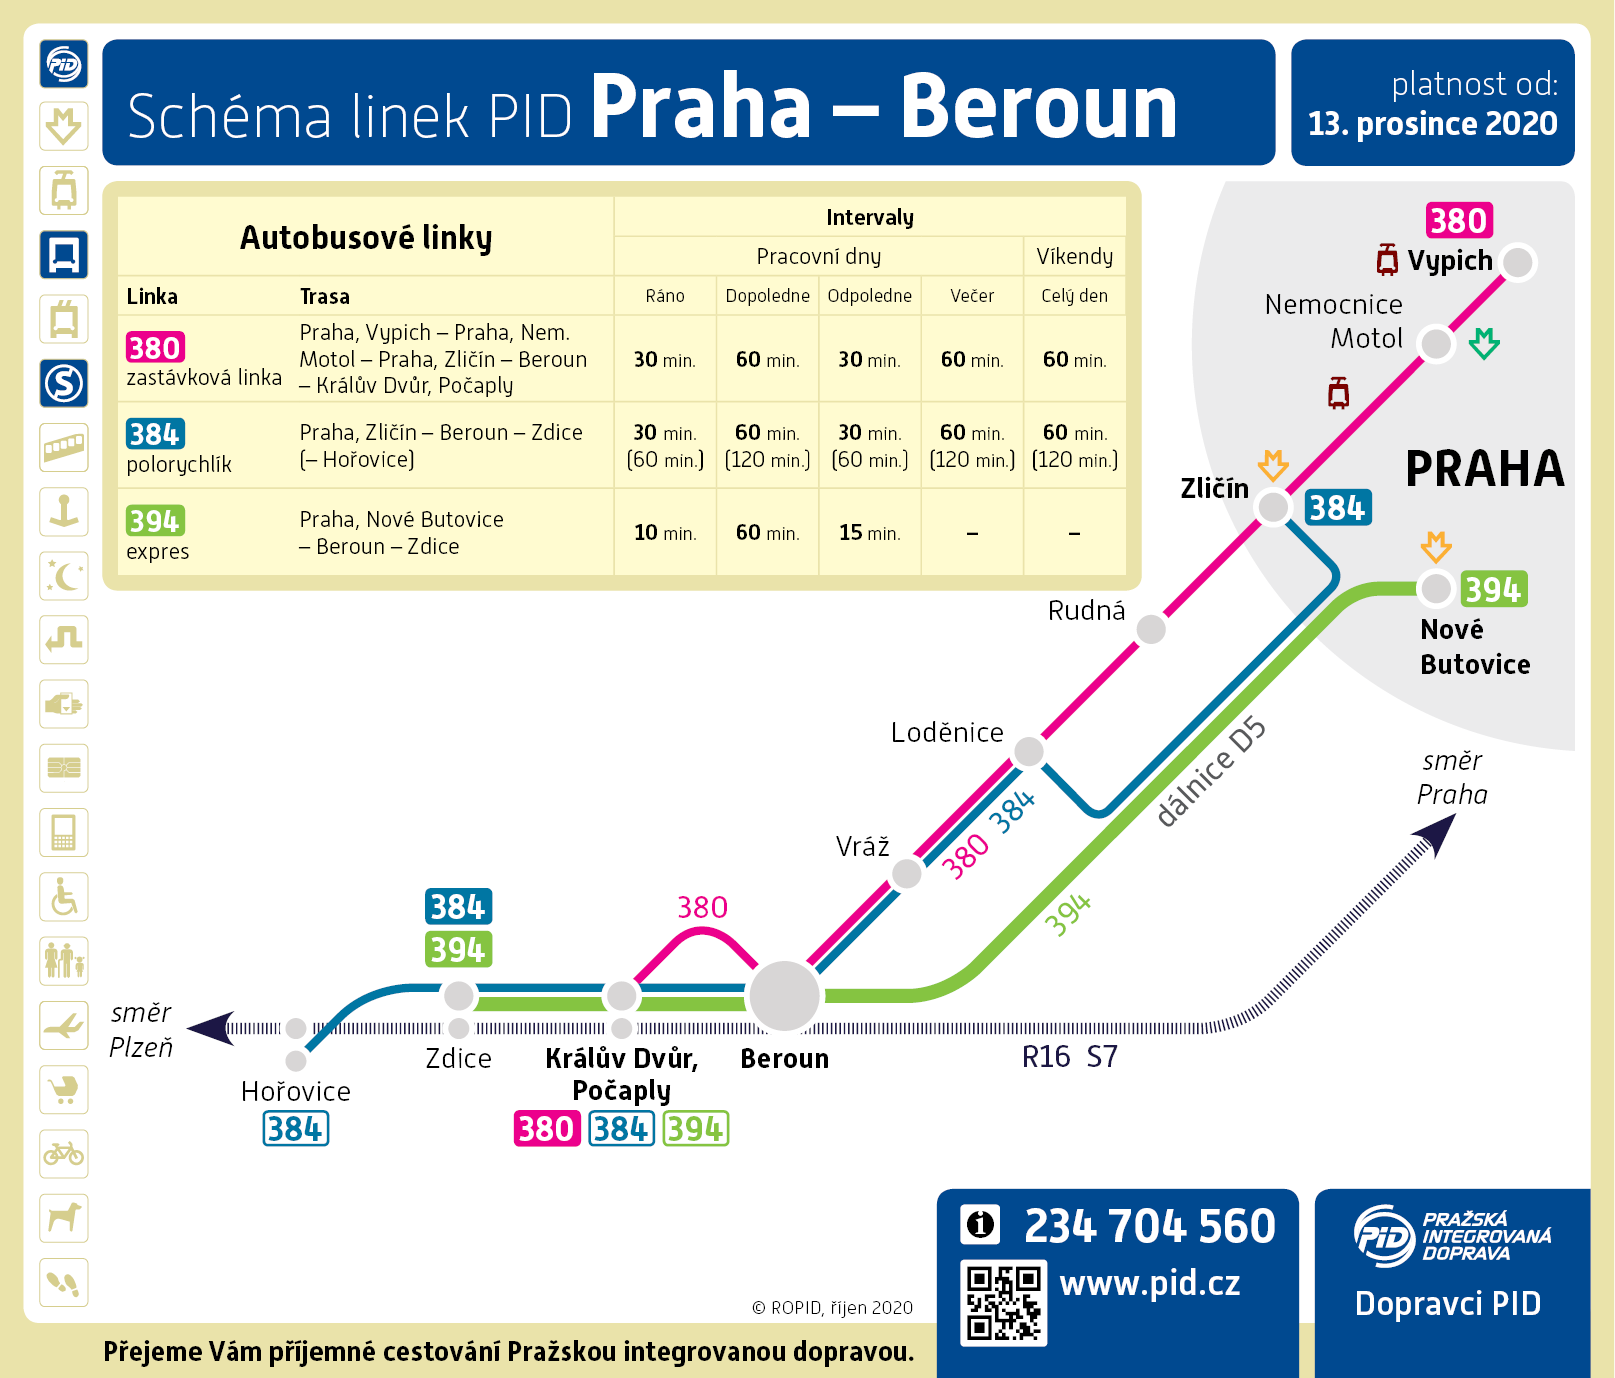 PID
Schéma linek PID Praha – Beroun
platnost od:
13. prosince 2020
Autobusové linky
Intervaly
Pracovní dny
Víkendy
Linka
Trasa
Ráno
Dopoledne
Odpoledne
Večer
Celý den
380
zastávková linka
Praha, Vypich – Praha, Nem.
Motol – Praha, Zličín – Beroun
– Králův Dvůr, Počaply
30 min.
60 min.
30 min.
60 min.
60 min.
384
polorychlík
Praha, Zličín – Beroun – Zdice
(– Hořovice)
30 min.
(60 min.)
60 min.
(120 min.)
30 min.
(60 min.)
60 min.
(120 min.)
60 min.
(120 min.)
394
expres
Praha, Nové Butovice
– Beroun – Zdice
10 min.
60 min.
15 min.
–
–
380
Vypich
Nemocnice
Motol
PRAHA
Zličín
384
394
Nové
Butovice
Rudná
Loděnice
dálnice D5
směr
Praha
Vráž
380 384
394
380
384
394
směr
Plzeň
R16 S7
Zdice
Králův Dvůr,
Počaply
Beroun
Hořovice
384
380 384 394
S
234 704 560
www.pid.cz
PID
PRAŽSKÁ
INTEGROVANÁ
DOPRAVA
Dopravci PID
© ROPID, říjen 2020
Přejeme Vám příjemné cestování Pražskou integrovanou dopravou.